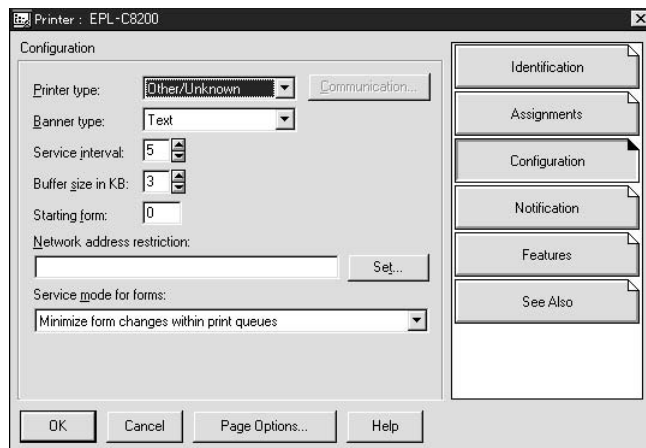 Printer : EPL-C8200
Configuration
Printer type: Other/Unknown Communication...
Banner type: Text
Service interval: 5
Buffer size in KB: 3
Starting form: 0
Network address restriction:
Set...
Service mode for forms:
Minimize form changes within print queues
OK Cancel Page Options... Help
Identification
Assignments
Configuration
Notification
Features
See Also